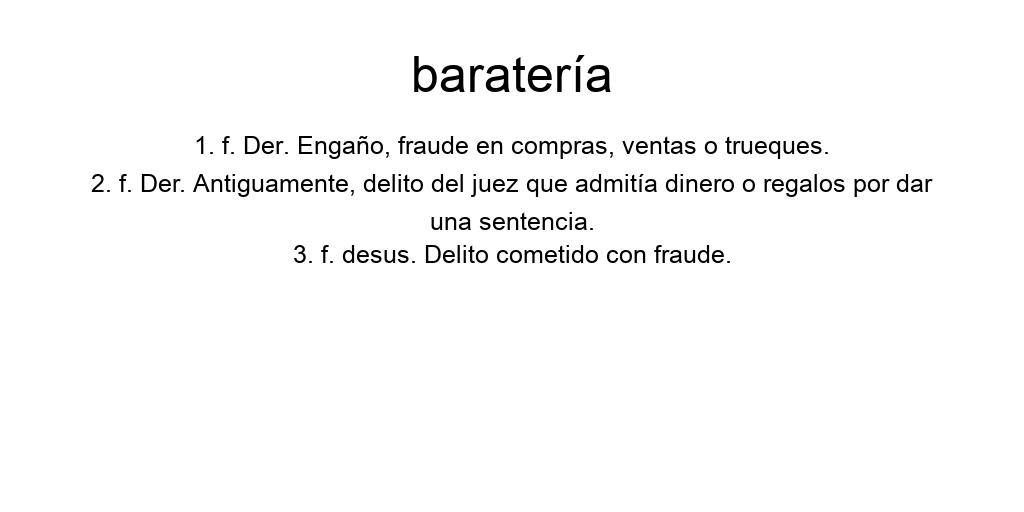 baratería
1. f. Der. Engaño, fraude en compras, ventas o trueques.
2. f. Der. Antiguamente, delito del juez que admitía dinero o regalos por dar
una sentencia.
3. f. desus. Delito cometido con fraude.